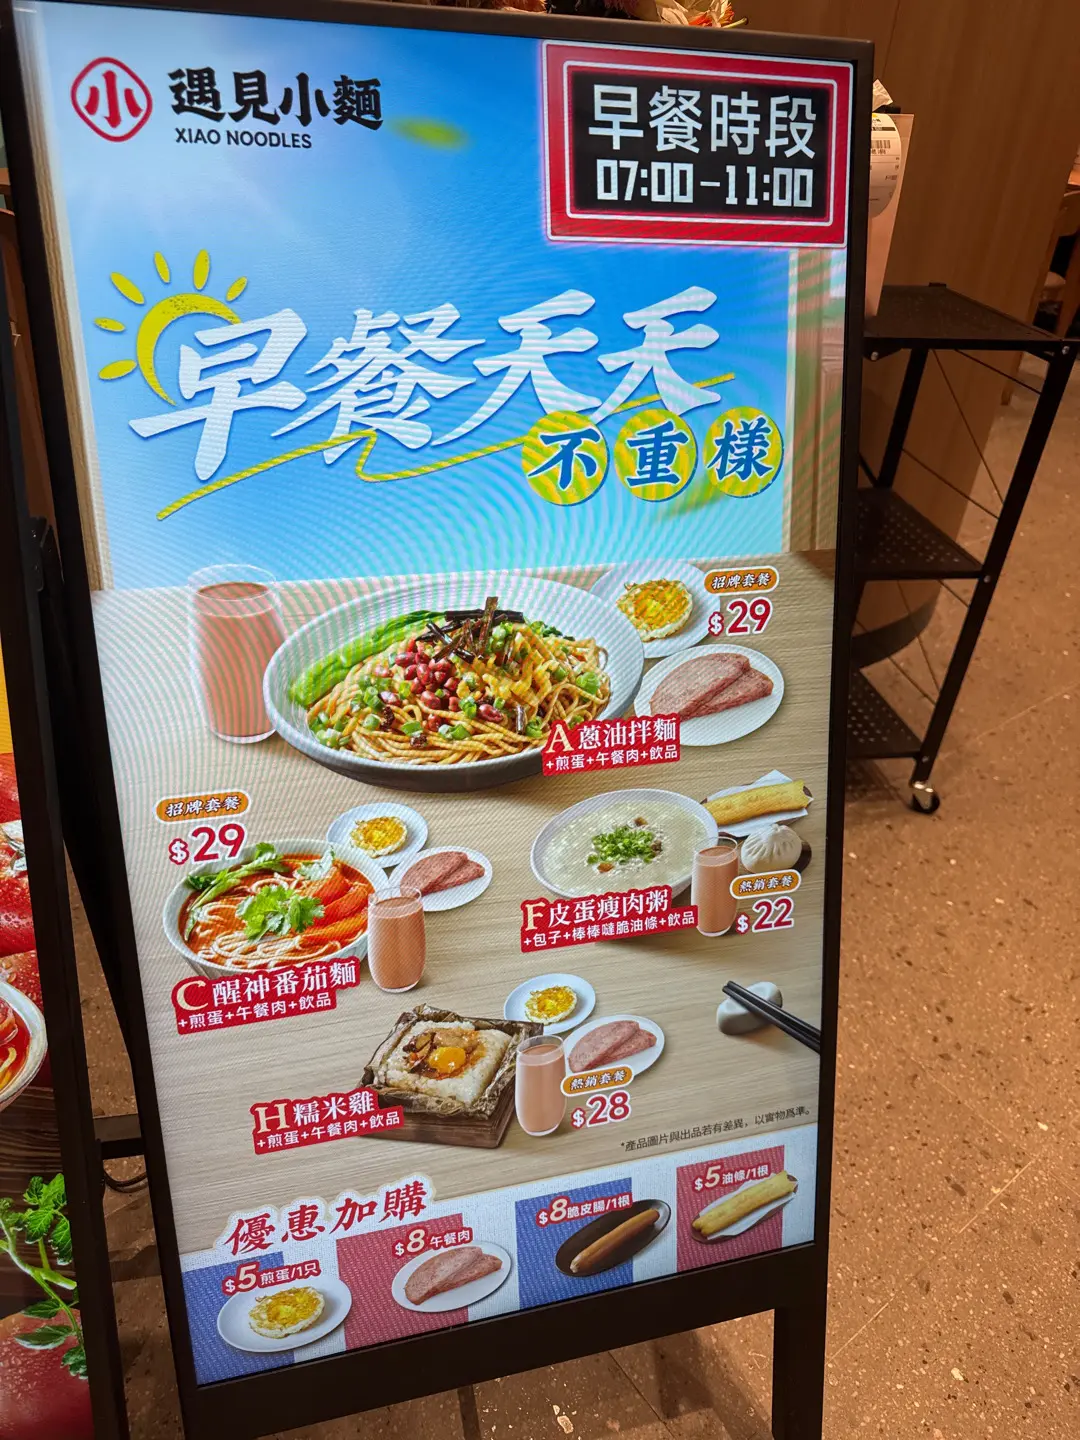 小
遇見小麵
XIAO NOODLES
早餐時段
07:00-11:00
早餐天天
不重樣
招牌套餐
$29
A 蔥油拌麵
+煎蛋+午餐肉+飲品
招牌套餐
$29
C 醒神番茄麵
+煎蛋+午餐肉+飲品
F 皮蛋瘦肉粥
+包子+棒棒噠脆油條+飲品
熱銷套餐
$22
H 糯米雞
+煎蛋+午餐肉+飲品
熱銷套餐
$28
*產品圖片與出品若有差異，以實物爲準。
優惠加購
$5煎蛋/1只
$8午餐肉
$8脆皮腸/1根
$5油條/1根